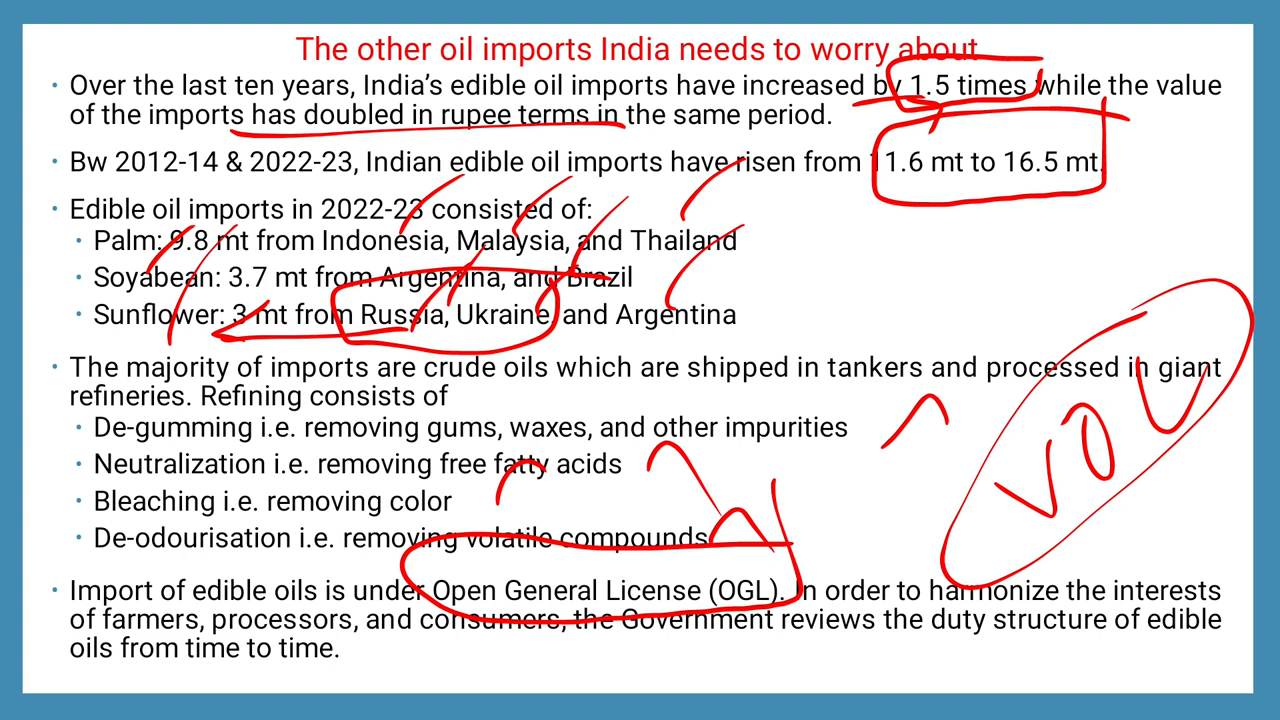 The other oil imports India needs to worry about
• Over the last ten years, India's edible oil imports have increased by 1.5 times while the value
of the imports has doubled in rupee terms in the same period.
• Bw 2012-14 & 2022-23, Indian edible oil imports have risen from 11.6 mt to 16.5 mt.
• Edible oil imports in 2022-23 consisted of:
• Palm: 9.8 mt from Indonesia, Malaysia, and Thailand
• Soyabean: 3.7 mt from Argentina, and Brazil
• Sunflower: 3 mt from Russia, Ukraine, and Argentina
• The majority of imports are crude oils which are shipped in tankers and processed in giant
refineries. Refining consists of
• De-gumming i.e. removing gums, waxes, and other impurities
• Neutralization i.e. removing free fatty acids
• Bleaching i.e. removing color
• De-odourisation i.e. removing volatile compounds
VOL
• Import of edible oils is under Open General License (OGL). In order to harmonize the interests
of farmers, processors, and consumers, the Government reviews the duty structure of edible
oils from time to time.